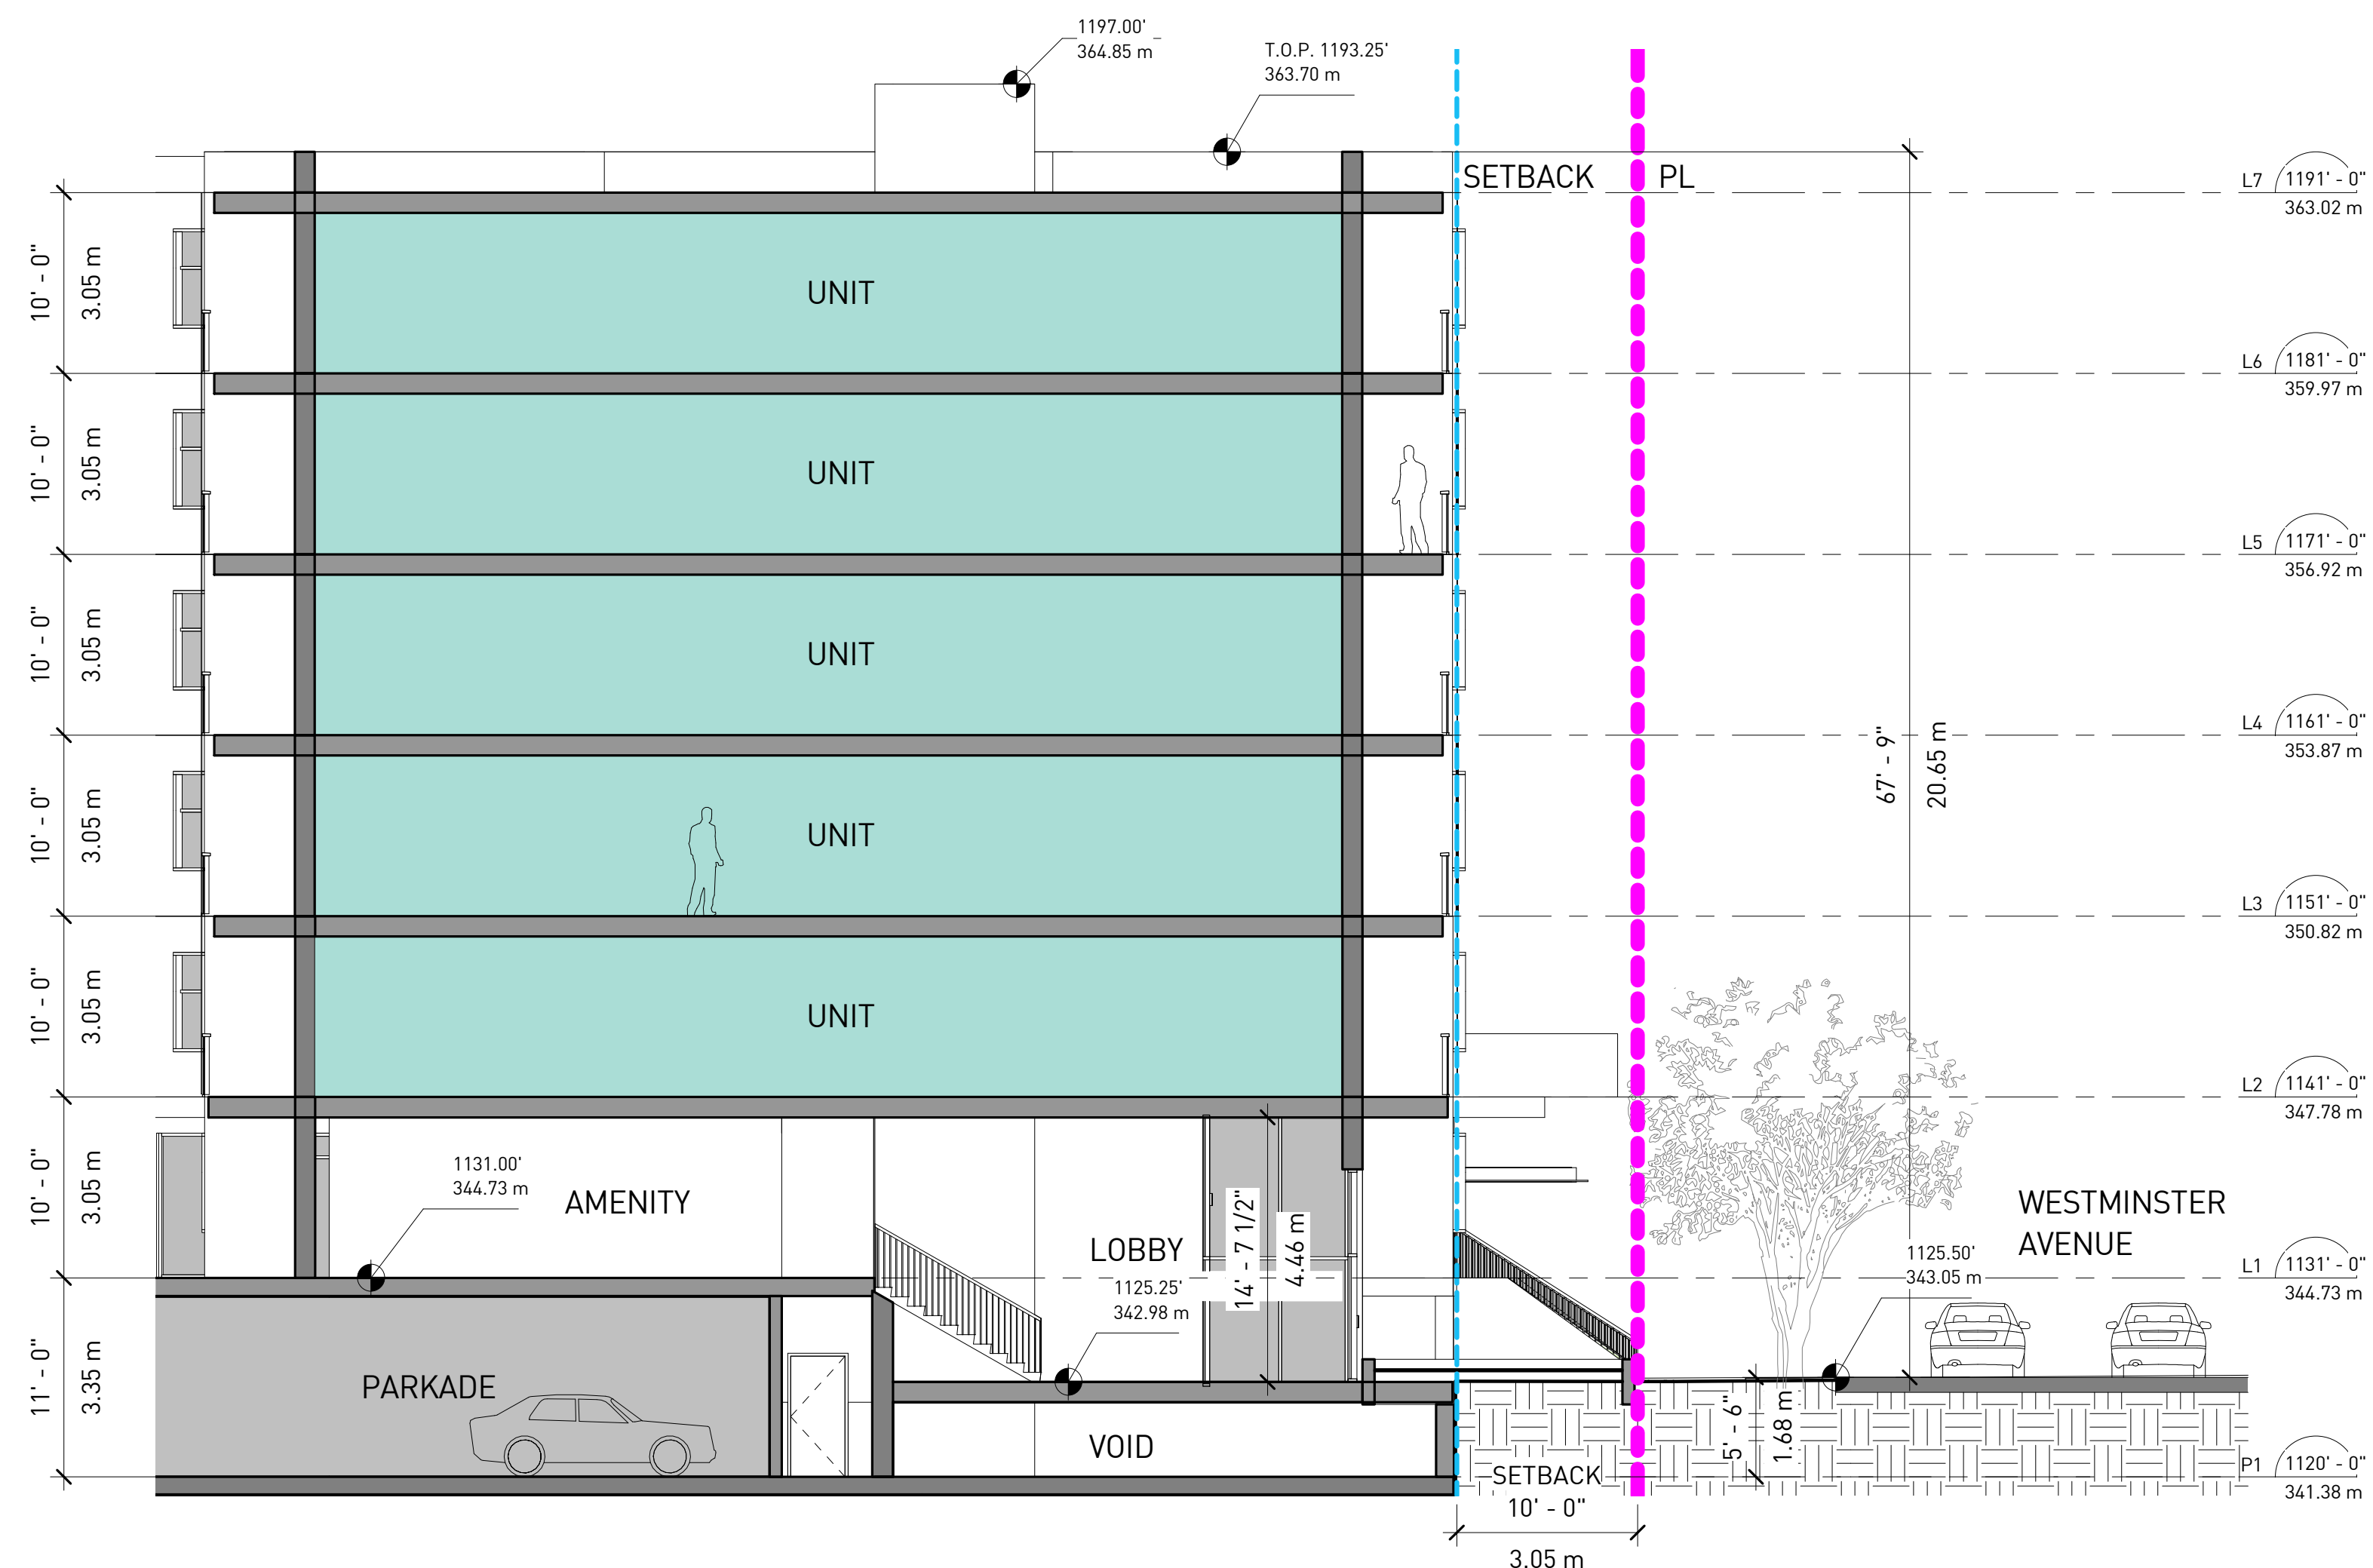 1197.00'
364.85 m
T.O.P. 1193.25'
363.70 m
SETBACK
PL
L7
1191' - 0"
363.02 m
10' - 0"
3.05 m
UNIT
L6
1181' - 0"
359.97 m
10' - 0"
3.05 m
UNIT
L5
1171' - 0"
356.92 m
10' - 0"
3.05 m
UNIT
L4
1161' - 0"
353.87 m
67' - 9"
20.65 m
10' - 0"
3.05 m
UNIT
L3
1151' - 0"
350.82 m
10' - 0"
3.05 m
UNIT
L2
1141' - 0"
347.78 m
10' - 0"
3.05 m
1131.00'
344.73 m
AMENITY
LOBBY
1125.25'
342.98 m
14' - 7 1/2"
4.46 m
WESTMINSTER
AVENUE
1125.50'
343.05 m
L1
1131' - 0"
344.73 m
11' - 0"
3.35 m
PARKADE
VOID
5' - 6"
1.68 m
P1
1120' - 0"
341.38 m
SETBACK
10' - 0"
3.05 m